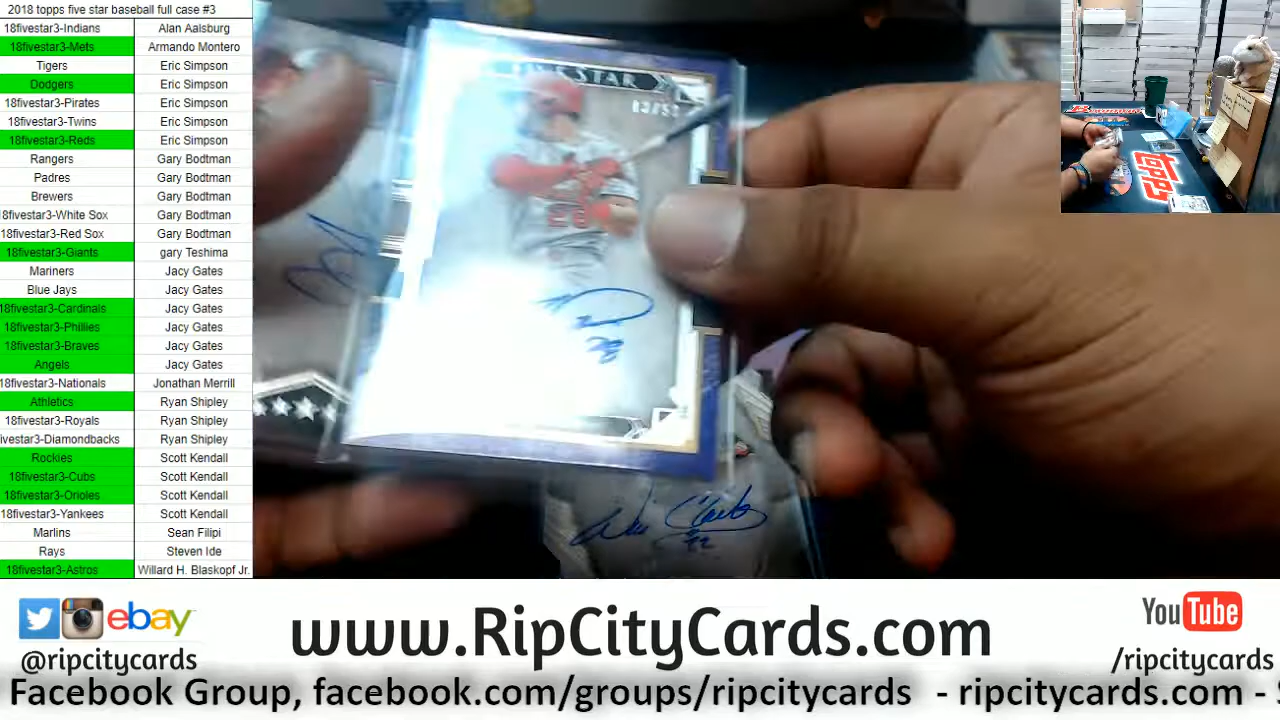 2018 topps five star baseball full case #3
18fivestar3-Indians Alan Aalsburg
18fivestar3-Mets Armando Montero
Tigers Eric Simpson
Dodgers Eric Simpson
18fivestar3-Pirates Eric Simpson
18fivestar3-Twins Eric Simpson
18fivestar3-Reds Eric Simpson
Rangers Gary Bodtman
Padres Gary Bodtman
Brewers Gary Bodtman
8fivestar3-White Sox Gary Bodtman
8fivestar3-Red Sox Gary Bodtman
18fivestar3-Giants gary Teshima
Mariners Jacy Gates
Blue Jays Jacy Gates
18fivestar3-Cardinals Jacy Gates
18fivestar3-Phillies Jacy Gates
18fivestar3-Braves Jacy Gates
Angels Jacy Gates
18fivestar3-Nationals Jonathan Merrill
Athletics Ryan Shipley
18fivestar3-Royals Ryan Shipley
ivestar3-Diamondbacks Ryan Shipley
Rockies Scott Kendall
18fivestar3-Cubs Scott Kendall
18fivestar3-Orioles Scott Kendall
18fivestar3-Yankees Scott Kendall
Marlins Sean Filipi
Rays Steven Ide
18fivestar3-Astros Willard H. Blaskopf Jr.
FIVE STAR
topps
ebay
@ripcitycards
www.RipCityCards.com
YouTube
/ripcitycards
Facebook Group, facebook.com/groups/ripcitycards - ripcitycards.com - S